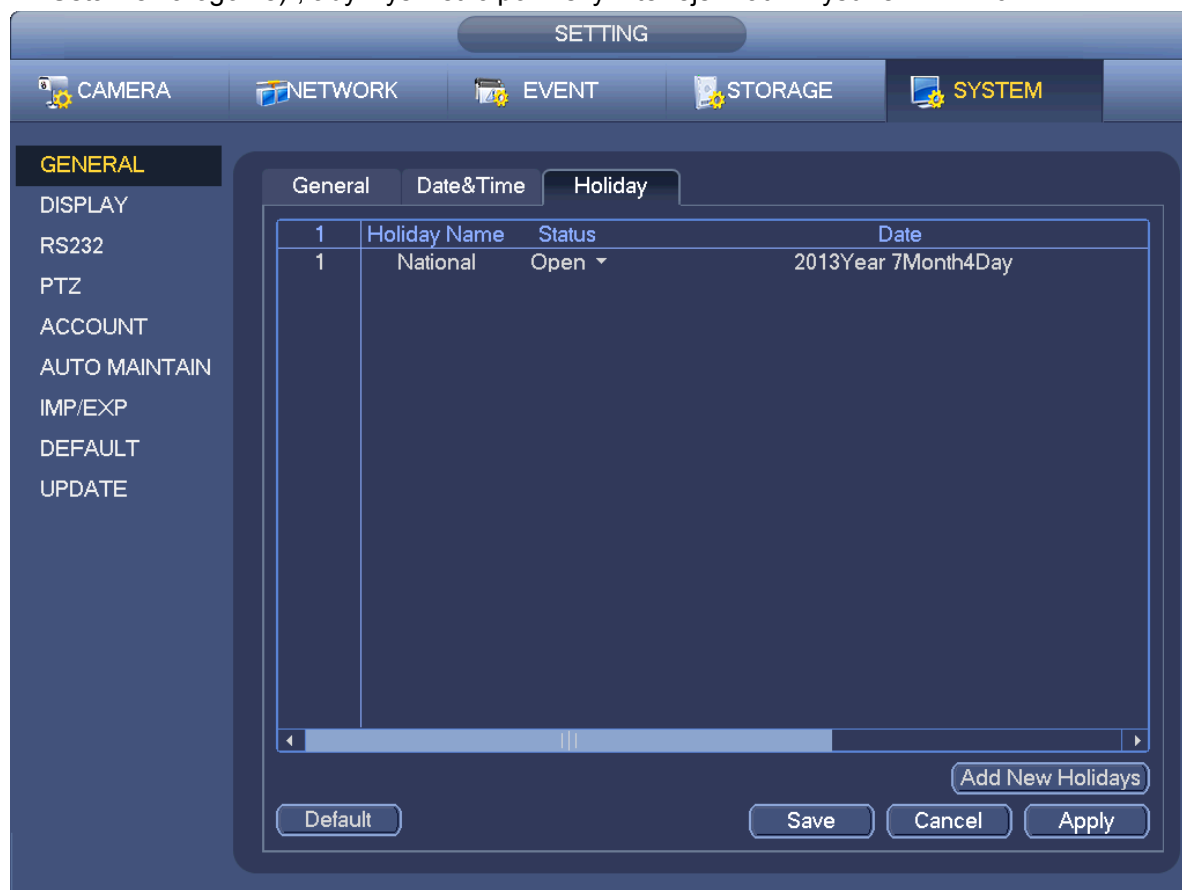 SETTING
CAMERA NETWORK EVENT STORAGE SYSTEM
GENERAL
DISPLAY
RS232
PTZ
ACCOUNT
AUTO MAINTAIN
IMP/EXP
DEFAULT
UPDATE
General Date&Time Holiday
1 Holiday Name Status Date
1 National Open 2013Year 7Month4Day
Add New Holidays
Default Save Cancel Apply